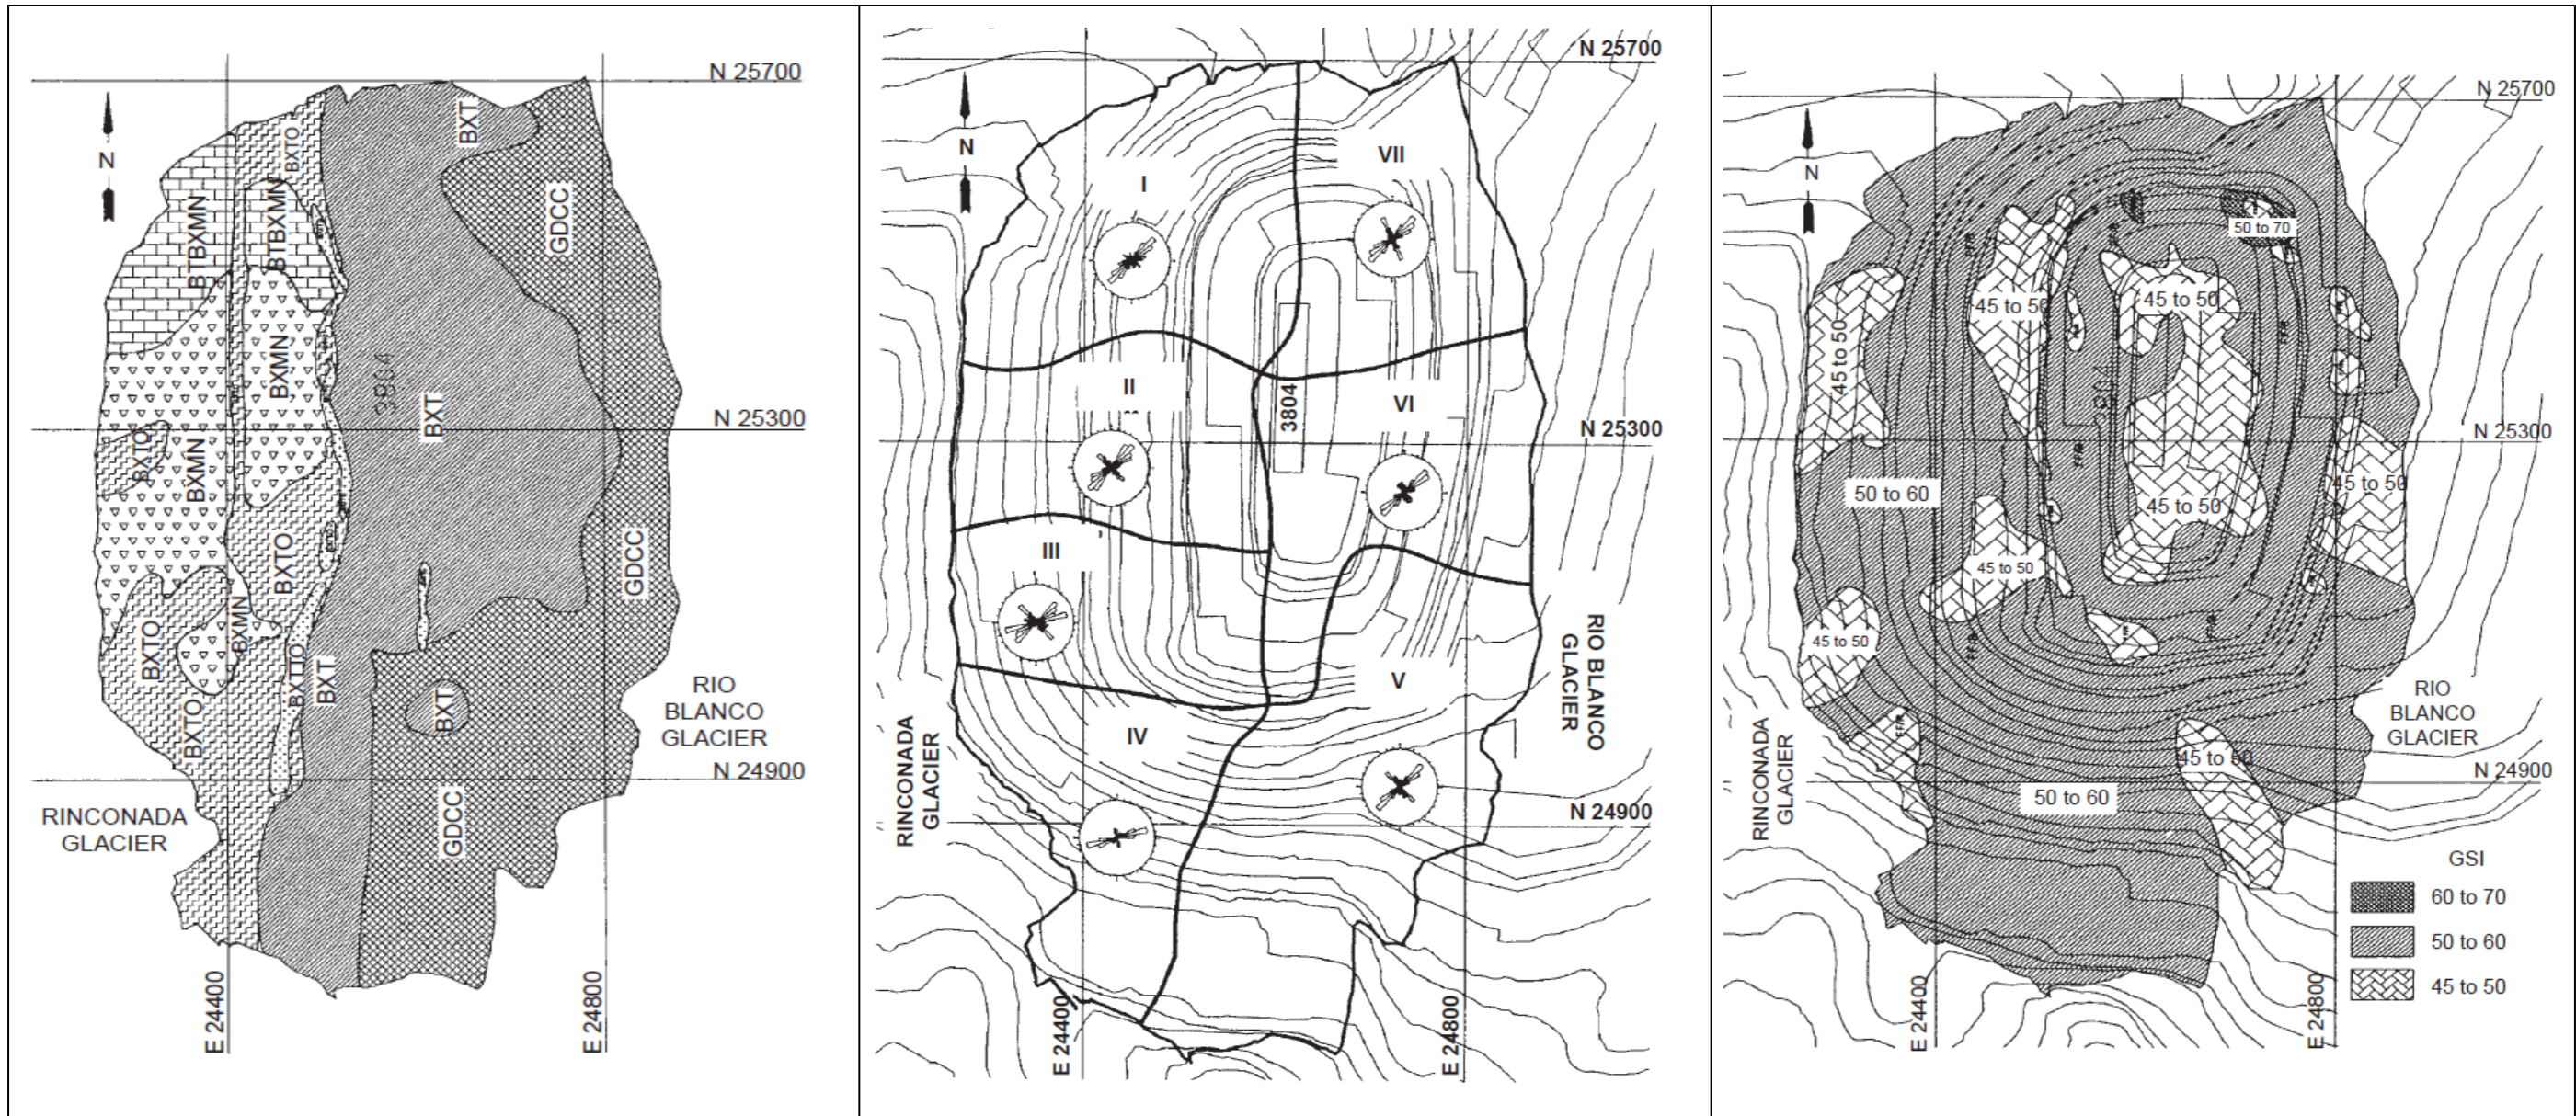 N 25700
N
BXT
BXTO
BTBXMN
BTBXMN
GDCC
BXMN
3804
BXT
N 25300
BXTO
BXMN
BXTO
GDCC
BXMN
BXTO
BXTTO
BXT
BXT
RIO
BLANCO
GLACIER
BXTO
N 24900
GDCC
RINCONADA
GLACIER
E 24400
E 24800
N 25700
N
VII
I
II
VI
3804
N 25300
III
RIO BLANCO
GLACIER
V
IV
RINCONADA
GLACIER
N 24900
E 24400
E 24800
N 25700
N
50 to 70
45 to 50
45 to 50
45 to 50
N 25300
50 to 60
45 to 50
45 to 50
45 to 50
45 to 50
RIO
BLANCO
GLACIER
RINCONADA
GLACIER
45 to 50
N 24900
50 to 60
GSI
60 to 70
50 to 60
45 to 50
E 24400
E 24800